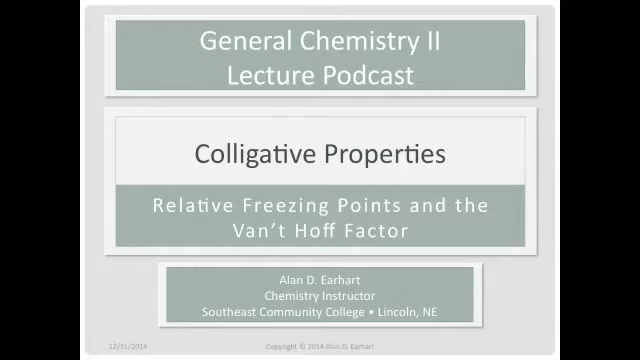 General Chemistry II
Lecture Podcast
Colligative Properties
Relative Freezing Points and the
Van't Hoff Factor
Alan D. Earhart
Chemistry Instructor
Southeast Community College • Lincoln, NE
12/31/2014
Copyright © 2014 Alan D. Earhart